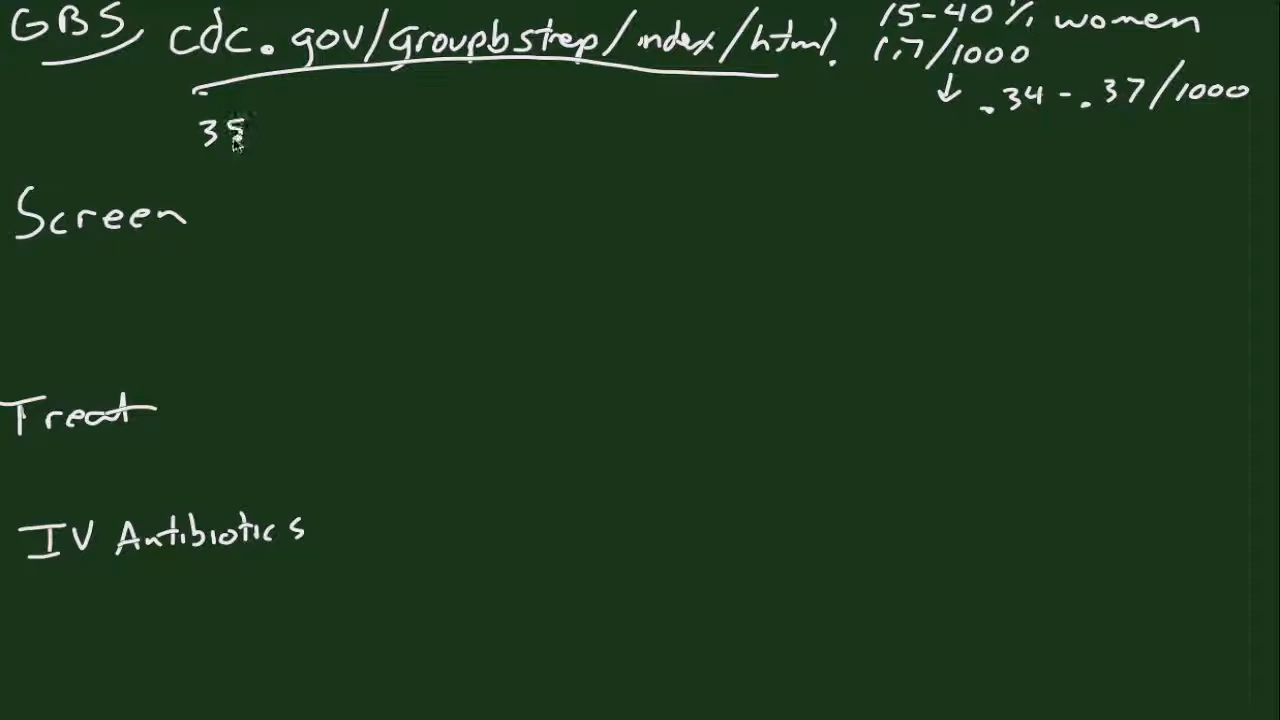 GBS cdc.gov/groupbstrep/index/html. 15-40% women
1.7/1000
↓ .34 - .37/1000
35
Screen
Treat
IV Antibiotics